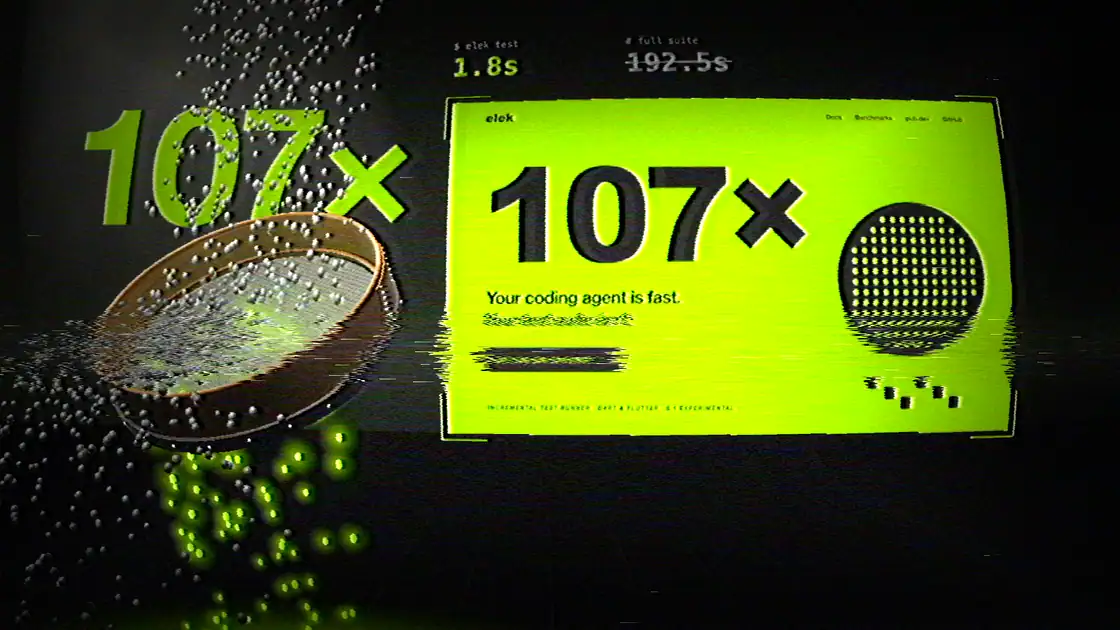 $ elek test
# full suite
1.8s
192.5s
107×
elek
Docs Benchmarks pub.dev GitHub
107×
Your coding agent is fast.
INCREMENTAL TEST RUNNER DART & FLUTTER 0.1 EXPERIMENTAL